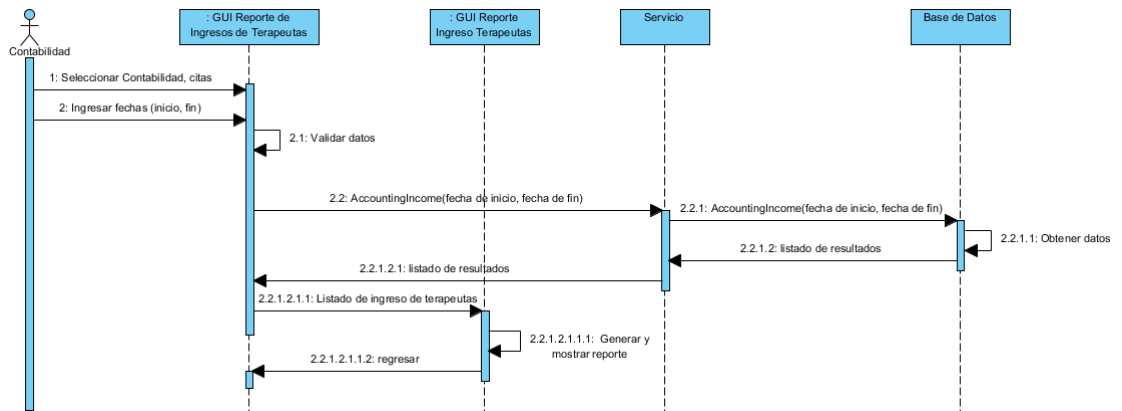 : GUI Reporte de
Ingresos de Terapeutas
: GUI Reporte
Ingreso Terapeutas
Servicio
Base de Datos
Contabilidad
1: Seleccionar Contabilidad, citas
2: Ingresar fechas (inicio, fin)
2.1: Validar datos
2.2: AccountingIncome(fecha de inicio, fecha de fin)
2.2.1: AccountingIncome(fecha de inicio, fecha de fin)
2.2.1.1: Obtener datos
2.2.1.2: listado de resultados
2.2.1.2.1: listado de resultados
2.2.1.2.1.1: Listado de ingreso de terapeutas
2.2.1.2.1.1.1: Generar y
mostrar reporte
2.2.1.2.1.1.2: regresar